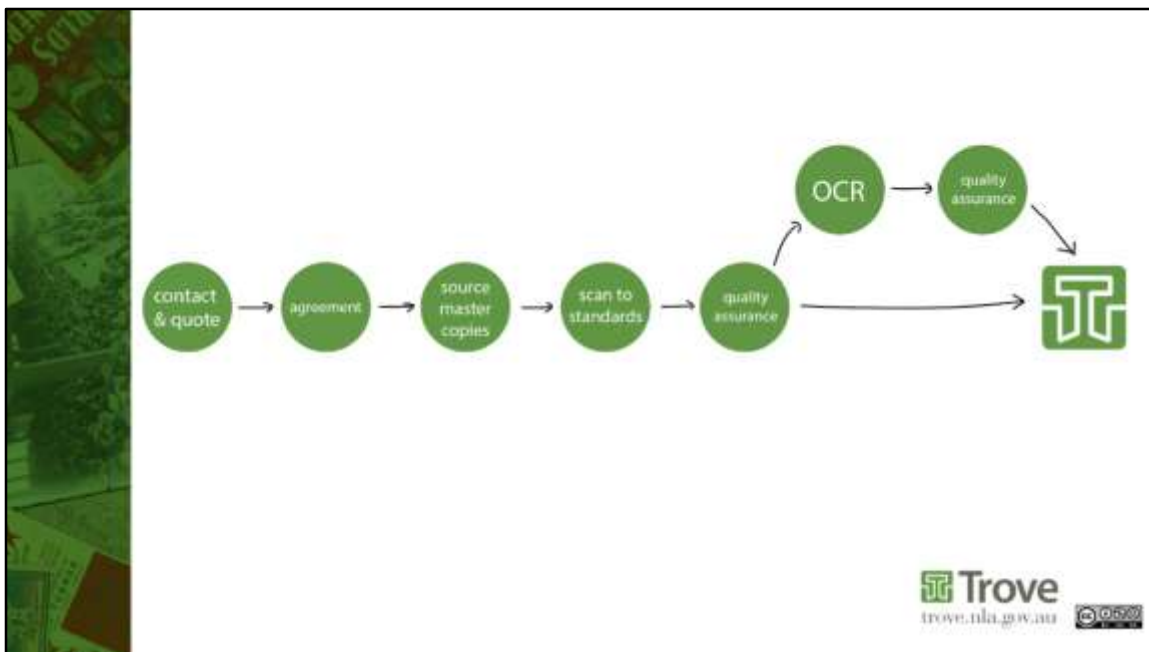 OCR
quality
assurance
contact
& quote
agreement
source
master
copies
scan to
standards
quality
assurance
Trove
trove.nla.gov.au
cc